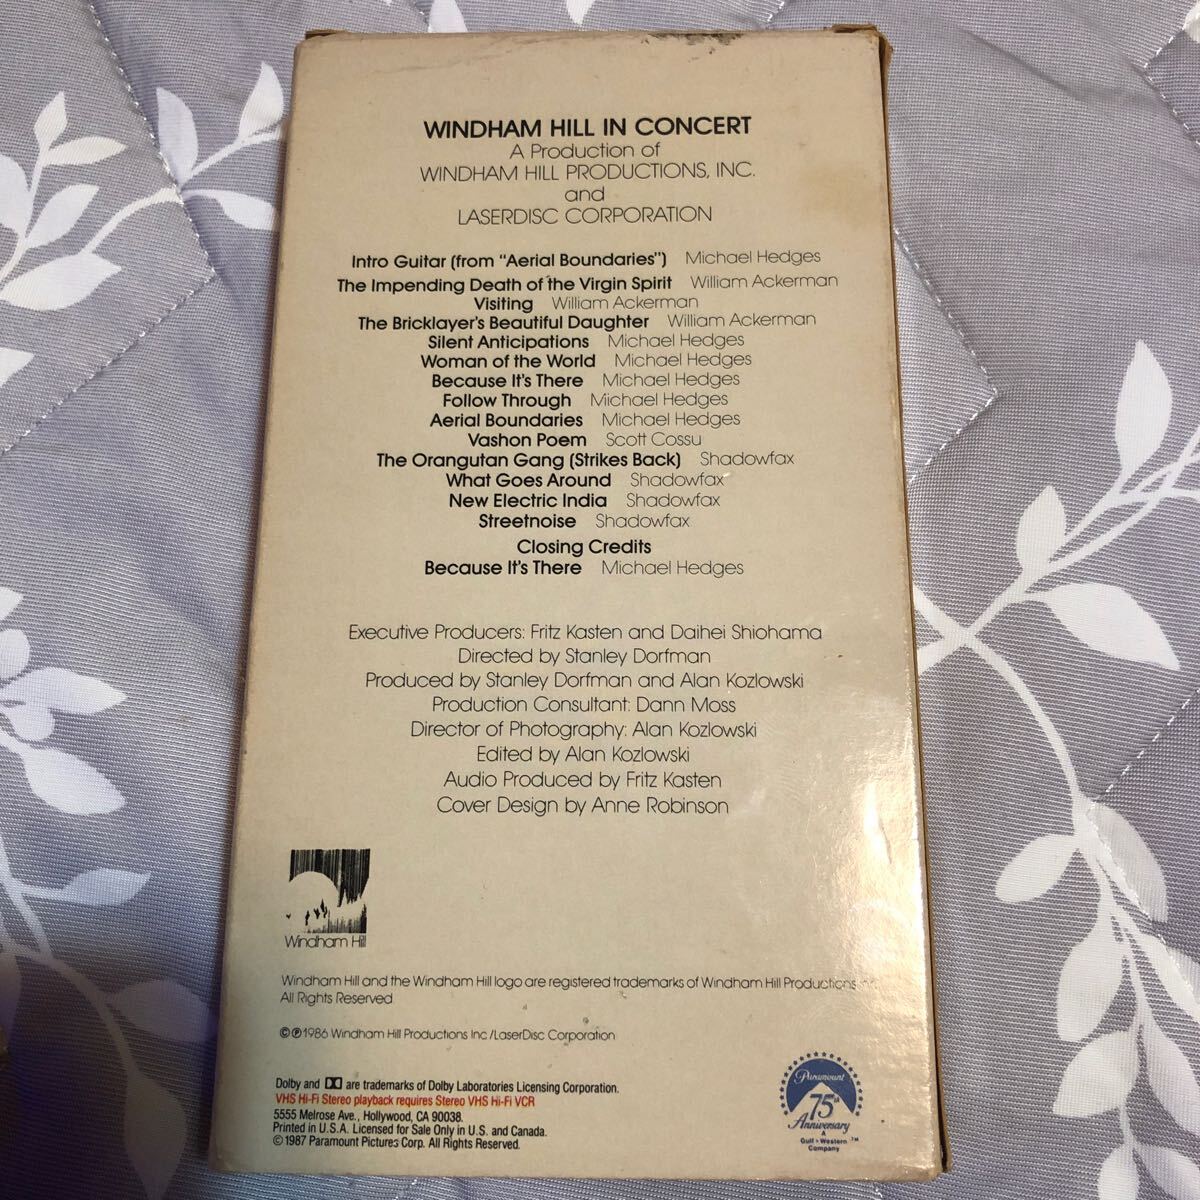 WINDHAM HILL IN CONCERT
A Production of
WINDHAM HILL PRODUCTIONS, INC.
and
LASERDISC CORPORATION
Intro Guitar (from "Aerial Boundaries") Michael Hedges
The Impending Death of the Virgin Spirit William Ackerman
Visiting William Ackerman
The Bricklayer's Beautiful Daughter William Ackerman
Silent Anticipations Michael Hedges
Woman of the World Michael Hedges
Because It's There Michael Hedges
Follow Through Michael Hedges
Aerial Boundaries Michael Hedges
Vashon Poem Scott Cossu
The Orangutan Gang (Strikes Back) Shadowfax
What Goes Around Shadowfax
New Electric India Shadowfax
Streetnoise Shadowfax
Closing Credits
Because It's There Michael Hedges
Executive Producers: Fritz Kasten and Daihei Shiohama
Directed by Stanley Dorfman
Produced by Stanley Dorfman and Alan Kozlowski
Production Consultant: Dann Moss
Director of Photography: Alan Kozlowski
Edited by Alan Kozlowski
Audio Produced by Fritz Kasten
Cover Design by Anne Robinson
Windham Hill
Windham Hill and the Windham Hill logo are registered trademarks of Windham Hill Productions
All Rights Reserved
©℗1986 Windham Hill Productions Inc/LaserDisc Corporation
Dolby and DD are trademarks of Dolby Laboratories Licensing Corporation.
VHS Hi-Fi Stereo playback requires Stereo VHS Hi-Fi VCR
5555 Melrose Ave., Hollywood, CA 90038.
Printed in U.S.A. Licensed for Sale Only in U.S. and Canada.
©1987 Paramount Pictures Corp. All Rights Reserved.
Paramount
75th
Anniversary
A
Gulf+Western TM
Company